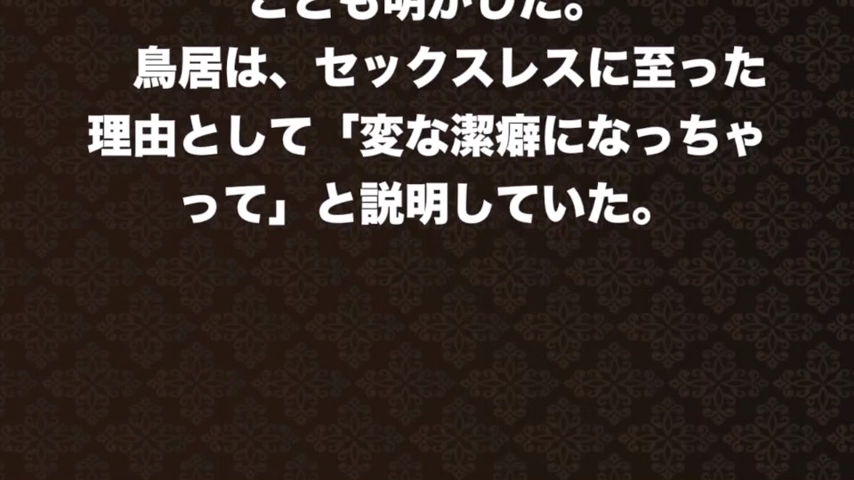 ことも明かした。
鳥居は、セックスレスに至った
理由として「変な潔癖になっちゃ
って」と説明していた。